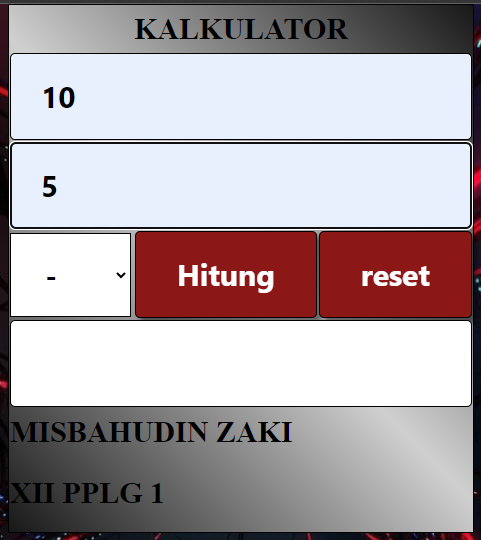 KALKULATOR
10
5
- Hitung reset
MISBAHUDIN ZAKI
XII PPLG 1